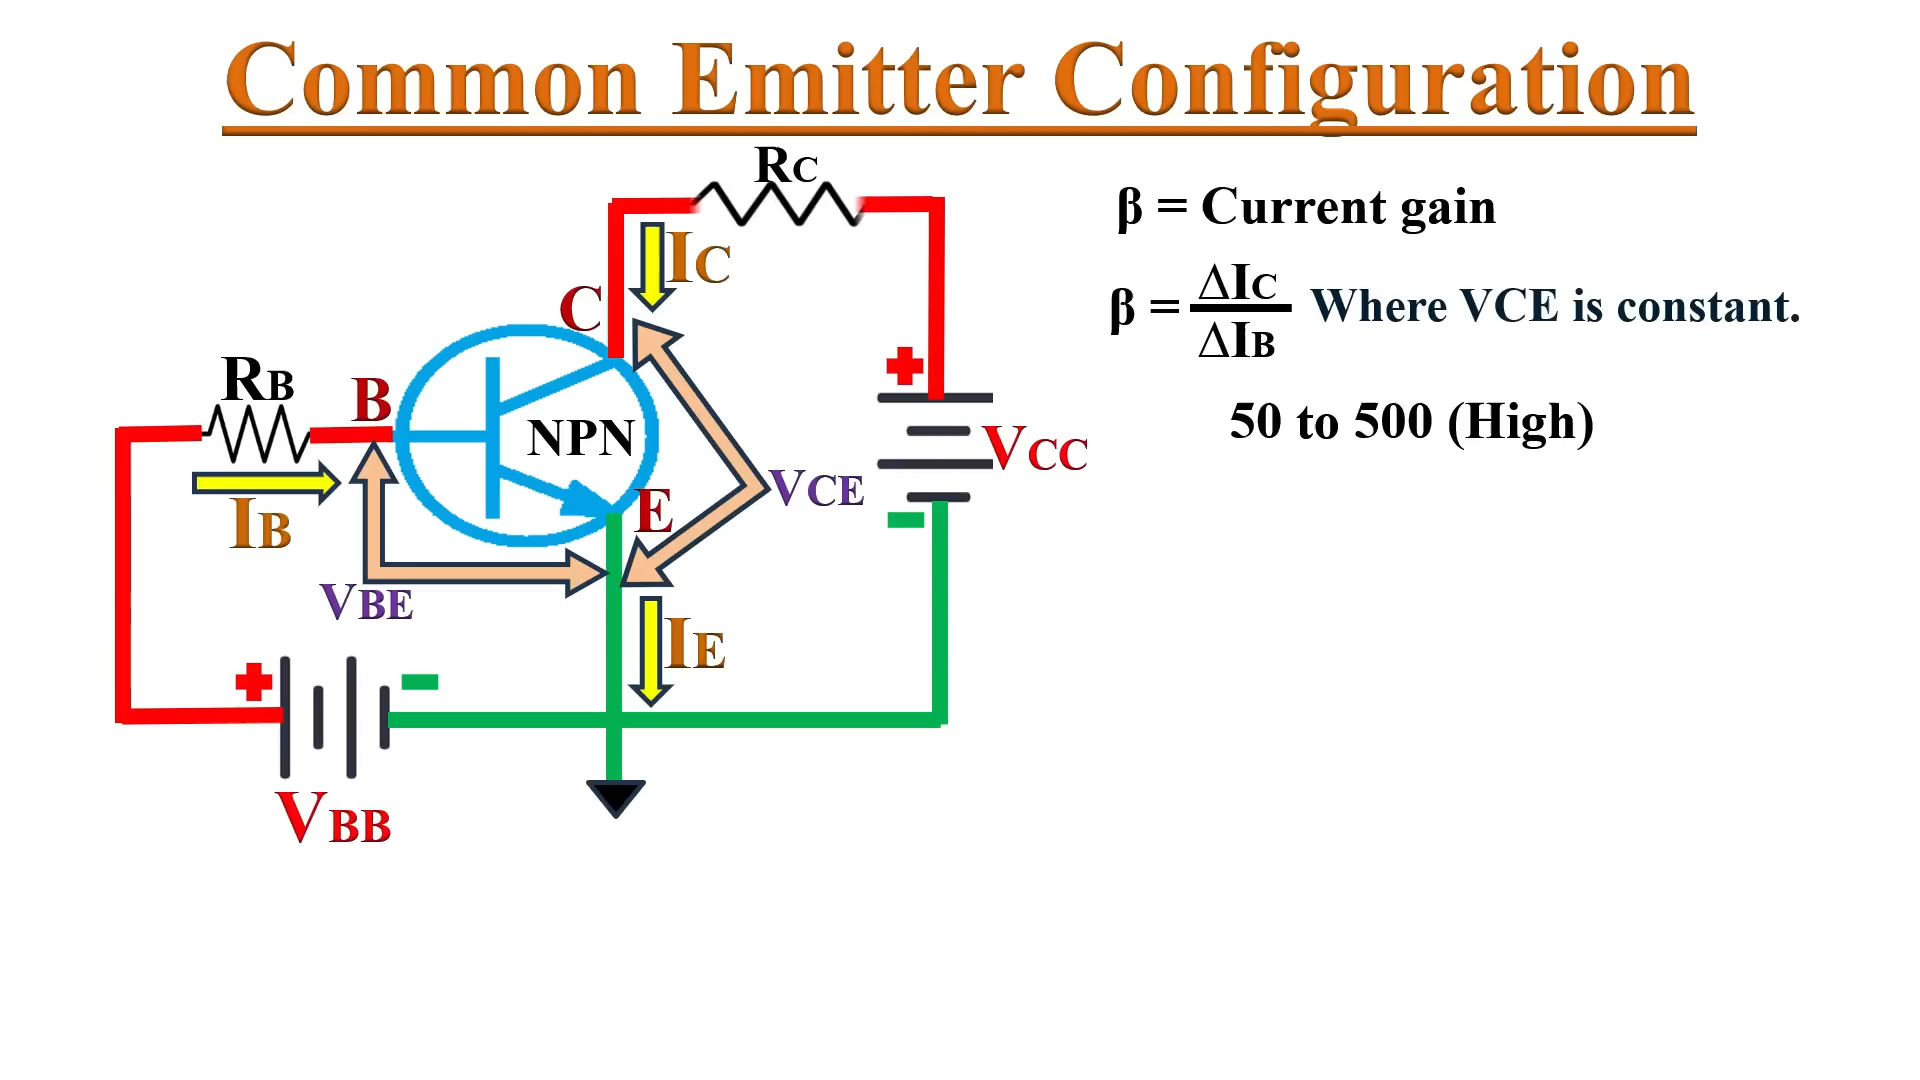 Common Emitter Configuration
RC
β = Current gain
IC
β = ΔIC / ΔIB Where VCE is constant.
C
RB
B
50 to 500 (High)
NPN
VCC
VCE
E
IB
VBE
IE
VBB